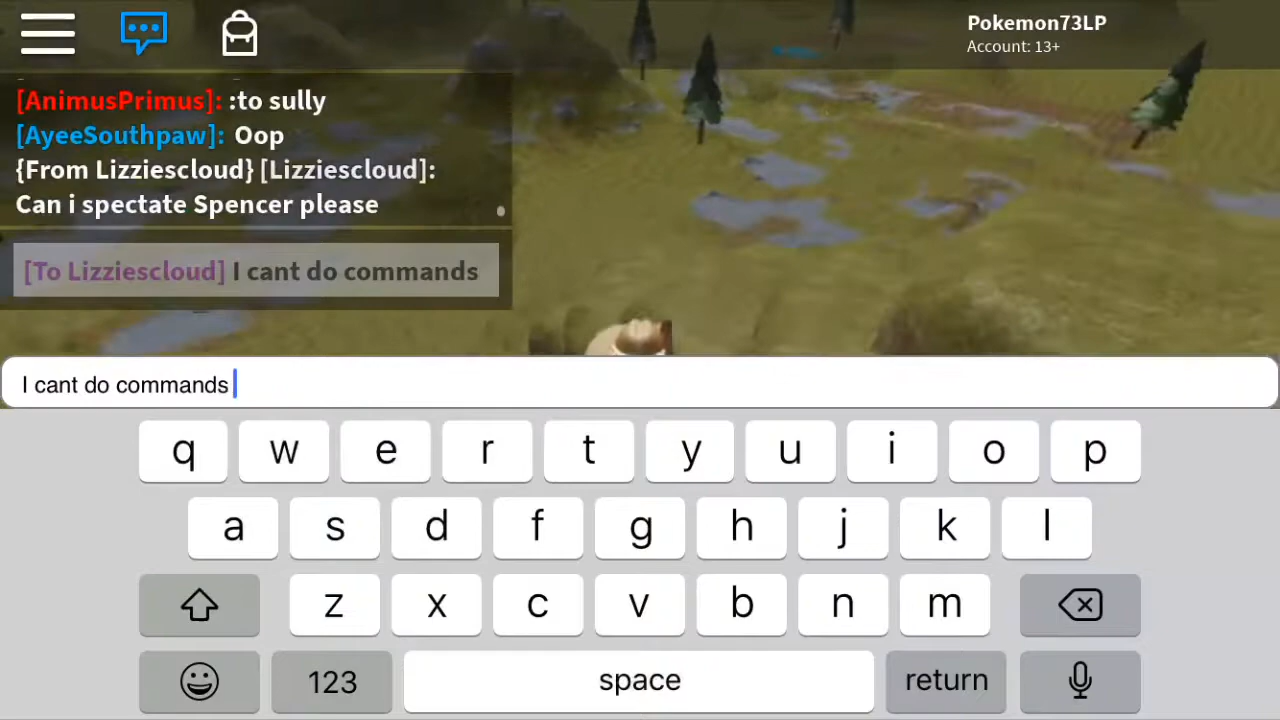 Pokemon73LP
Account: 13+
[AnimusPrimus]: :to sully
[AyeeSouthpaw]: Oop
{From Lizziescloud} [Lizziescloud]:
Can i spectate Spencer please
[To Lizziescloud] I cant do commands
I cant do commands
q w e r t y u i o p
a s d f g h j k l
z x c v b n m
123 space return